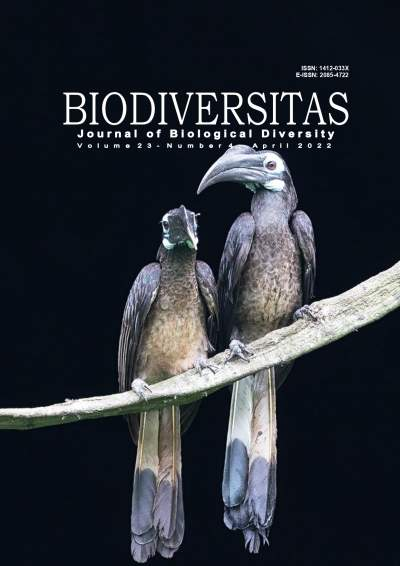 ISSN: 1412-033X
E-ISSN: 2085-4722
BIODIVERSITAS
Journal of Biological Diversity
Volume 23 - Number 4 - April 2022